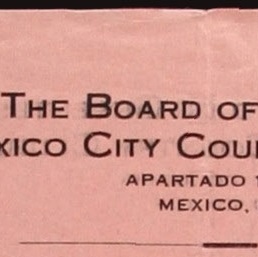 The Board of
xico City Cou
APARTADO
MEXICO,